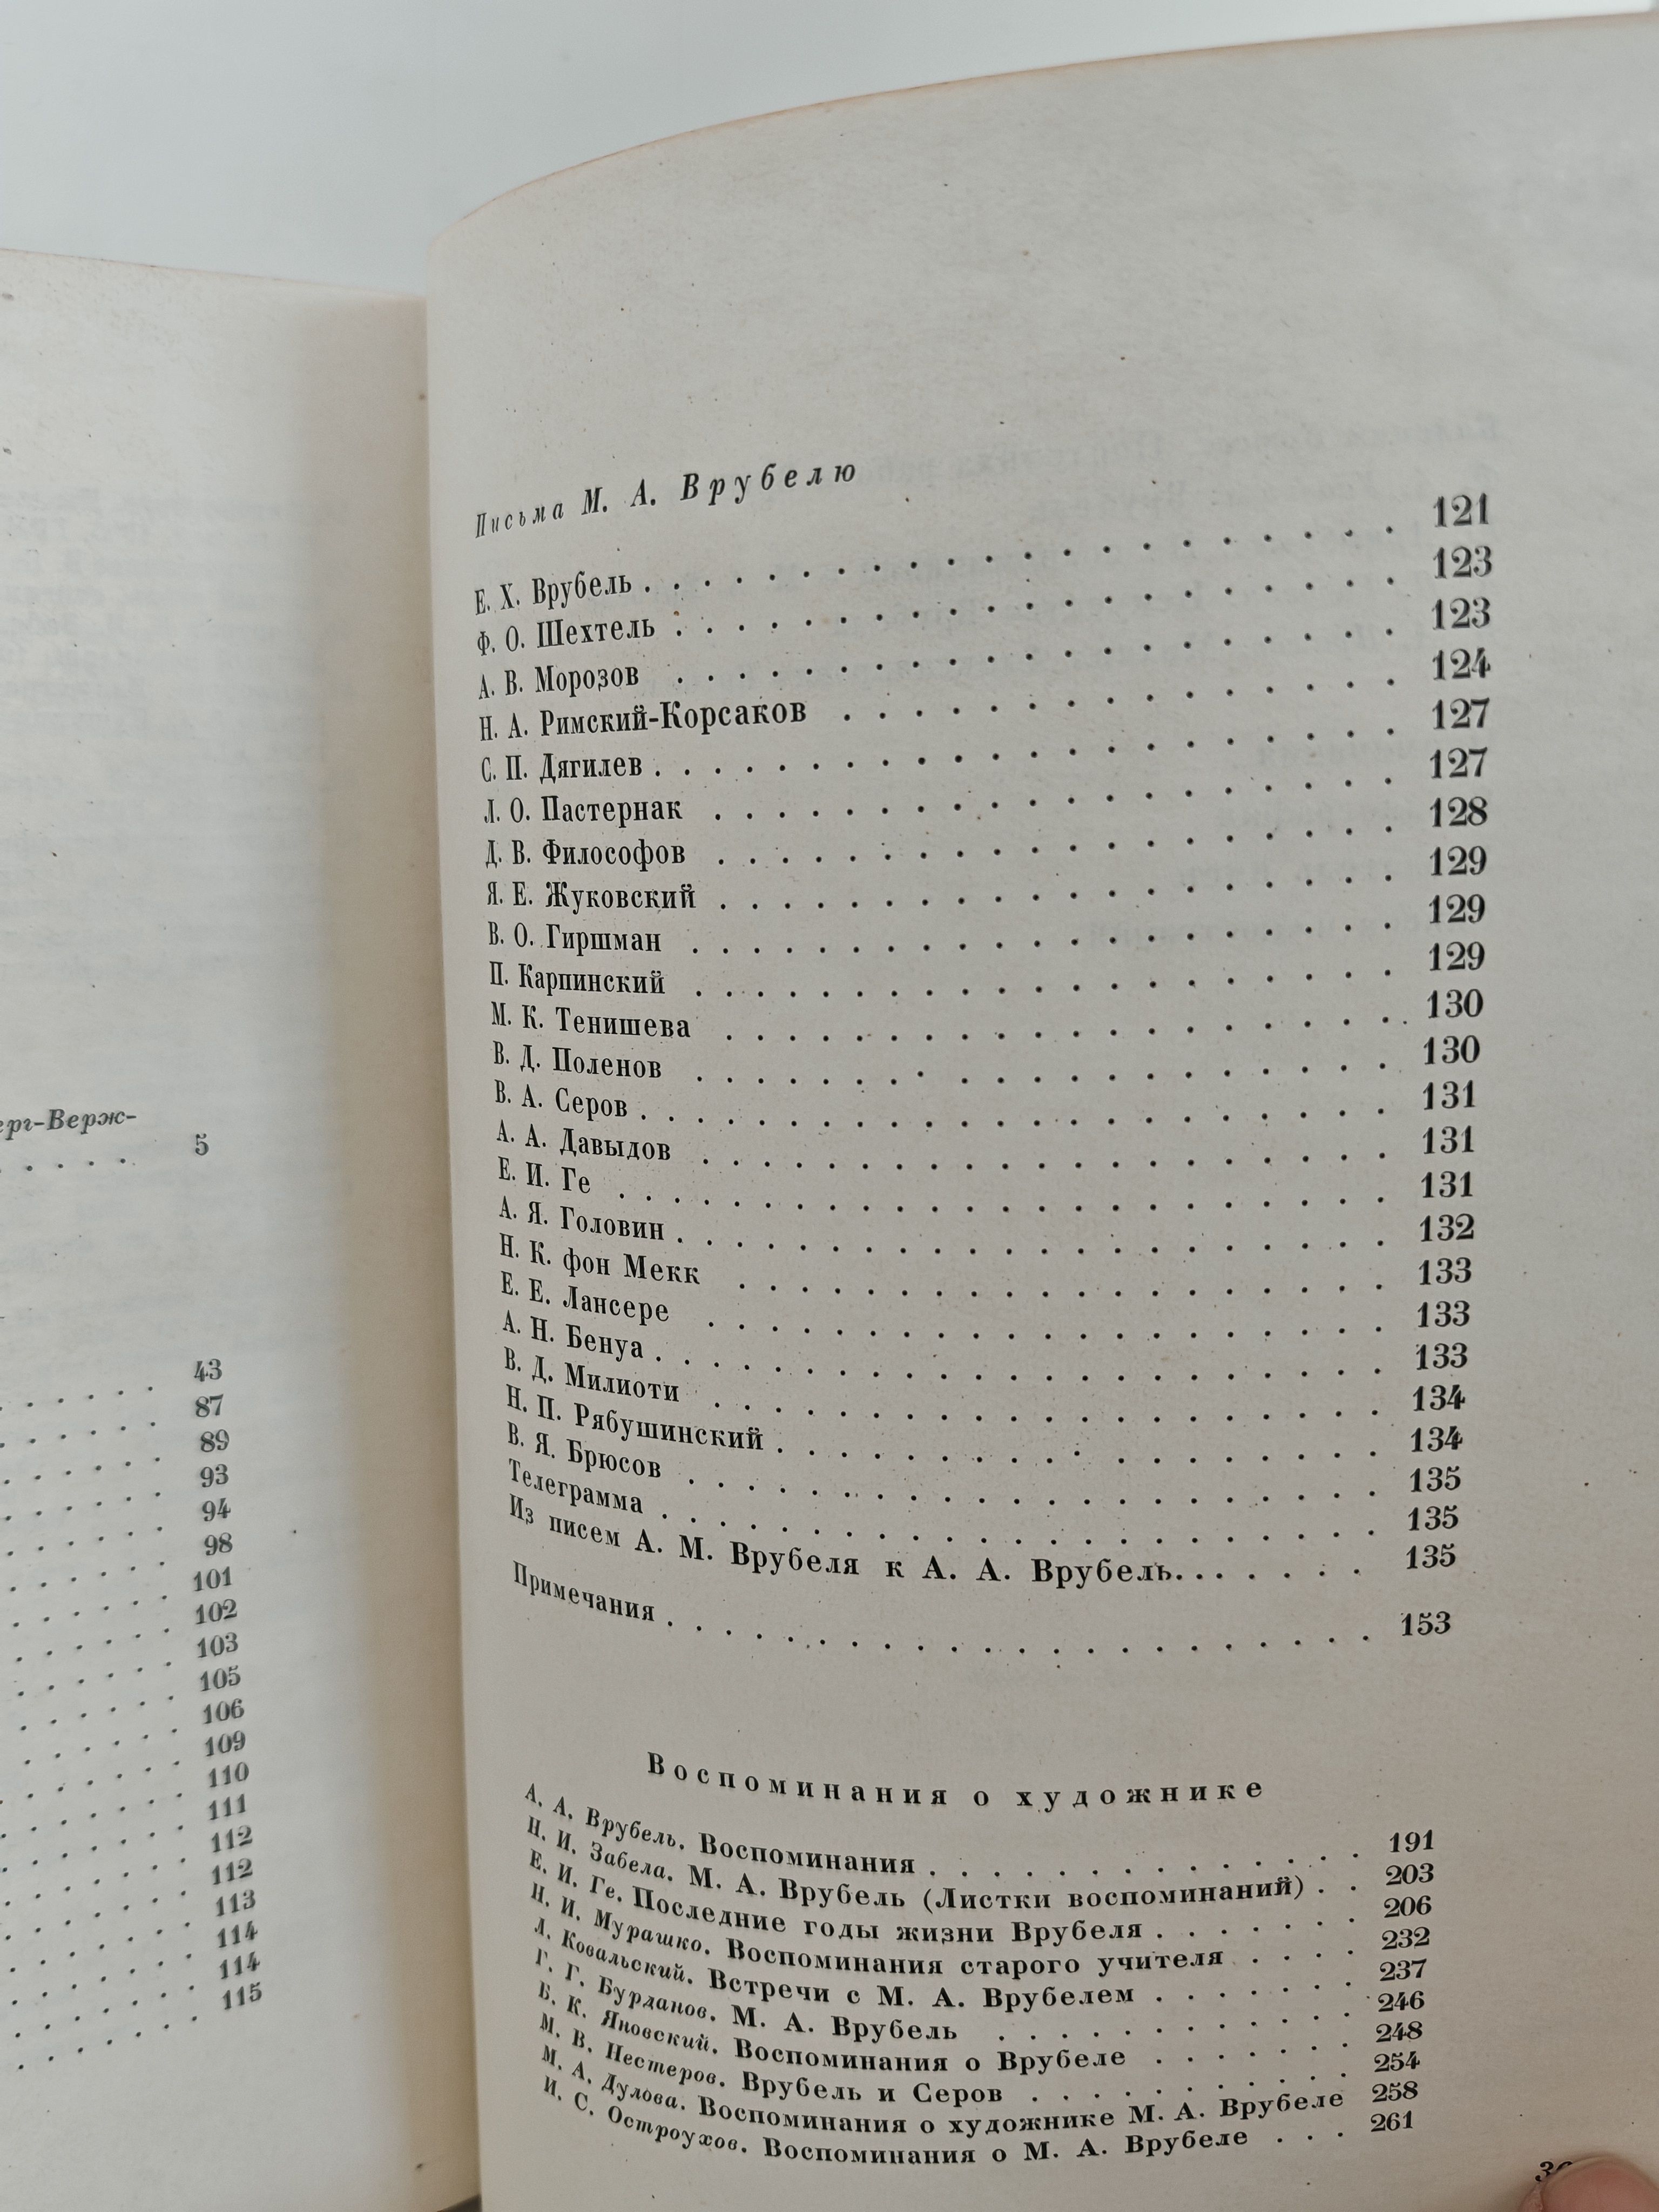 ерг-Верж-
. . . . . 5
43
87
89
93
94
98
101
102
103
105
106
109
110
111
112
112
113
114
114
115
Письма М. А. Врубелю
Е. Х. Врубель . . . . . . . . . . 121
Ф. О. Шехтель . . . . . . . . . . 123
А. В. Морозов . . . . . . . . . . 123
Н. А. Римский-Корсаков . . . . . . . . . . 124
С. П. Дягилев . . . . . . . . . . 127
Л. О. Пастернак . . . . . . . . . . 127
Д. В. Философов . . . . . . . . . . 128
Я. Е. Жуковский . . . . . . . . . . 129
В. О. Гиршман . . . . . . . . . . 129
П. Карпинский . . . . . . . . . . 129
М. К. Тенишева . . . . . . . . . . 130
В. Д. Поленов . . . . . . . . . . 130
В. А. Серов . . . . . . . . . . 131
А. А. Давыдов . . . . . . . . . . 131
Е. И. Ге . . . . . . . . . . 131
А. Я. Головин . . . . . . . . . . 132
Н. К. фон Мекк . . . . . . . . . . 133
Е. Е. Лансере . . . . . . . . . . 133
А. Н. Бенуа . . . . . . . . . . 133
В. Д. Милиоти . . . . . . . . . . 134
Н. П. Рябушинский . . . . . . . . . . 134
В. Я. Брюсов . . . . . . . . . . 135
Телеграмма . . . . . . . . . . 135
Из писем А. М. Врубеля к А. А. Врубель . . . . . . . 135
Примечания . . . . . . . . . . 153
Воспоминания о художнике
А. А. Врубель. Воспоминания . . . . . . . . . . 191
Н. И. Забела. М. А. Врубель (Листки воспоминаний) . . 203
Е. И. Ге. Последние годы жизни Врубеля . . . . . . . 206
Н. И. Мурашко. Воспоминания старого учителя . . . . 232
Л. Ковальский. Встречи с М. А. Врубелем . . . . . . . 237
Г. Г. Бурданов. М. А. Врубель . . . . . . . . . . 246
Б. К. Яновский. Воспоминания о Врубеле . . . . . . . 248
М. В. Нестеров. Врубель и Серов . . . . . . . . . . 254
М. А. Дулова. Воспоминания о художнике М. А. Врубеле 258
И. С. Остроухов. Воспоминания о М. А. Врубеле . . . 261